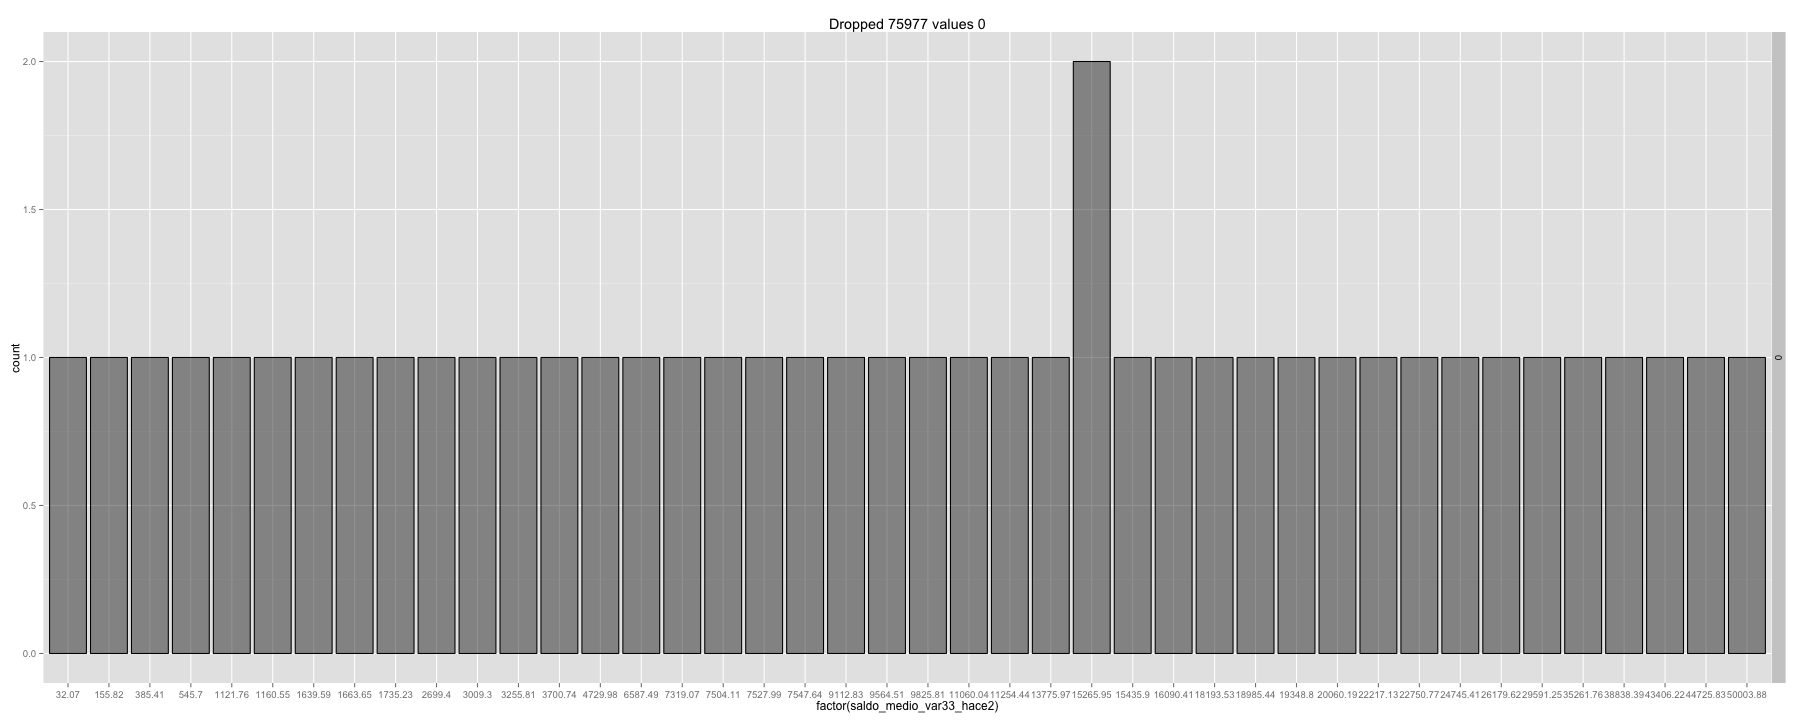 Dropped 75977 values 0
2.0
1.5
1.0
0.5
0.0
count
0
32.07 155.82 385.41 545.7 1121.76 1160.55 1639.59 1663.65 1735.23 2699.4 3009.3 3255.81 3700.74 4729.98 6587.49 7319.07 7504.11 7527.99 7547.64 9112.83 9564.51 9825.81 11060.04 11254.44 13775.97 15265.95 15435.9 16090.41 18193.53 18985.44 19348.8 20060.19 22217.13 22750.77 24745.41 26179.62 29591.25 35261.76 38838.39 43406.22 44725.83 50003.88
factor(saldo_medio_var33_hace2)